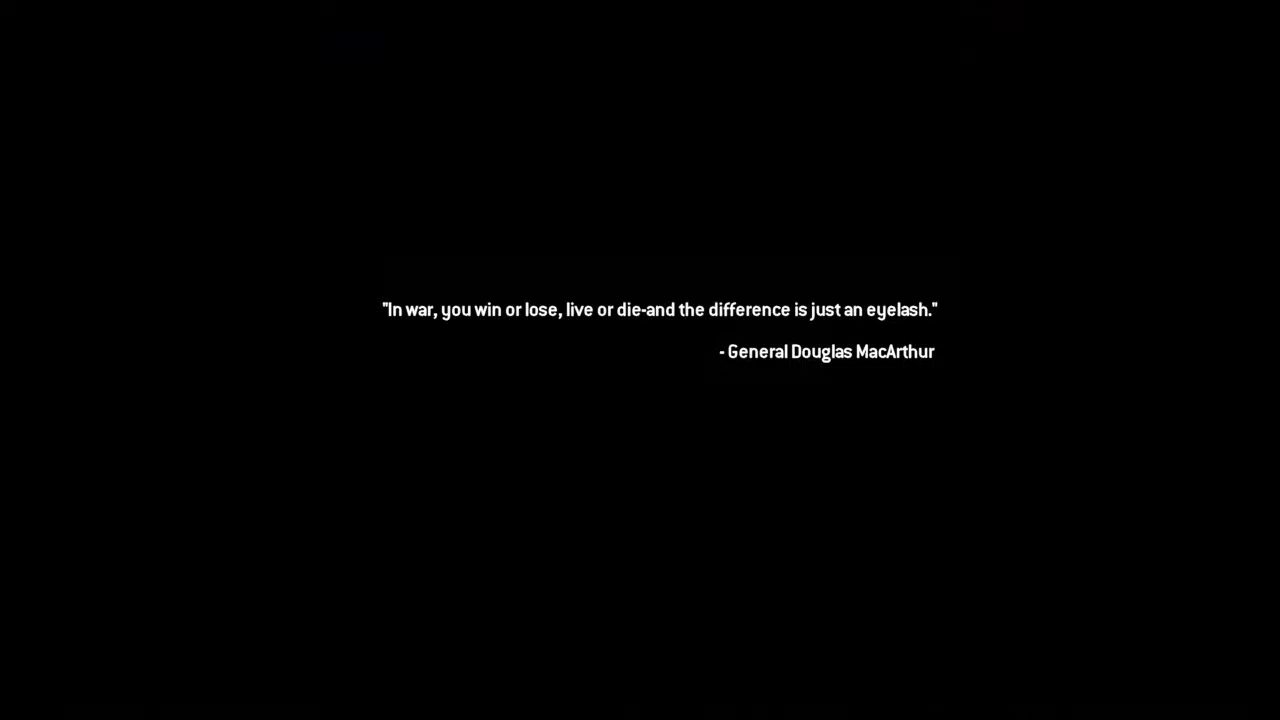 "In war, you win or lose, live or die-and the difference is just an eyelash."
- General Douglas MacArthur